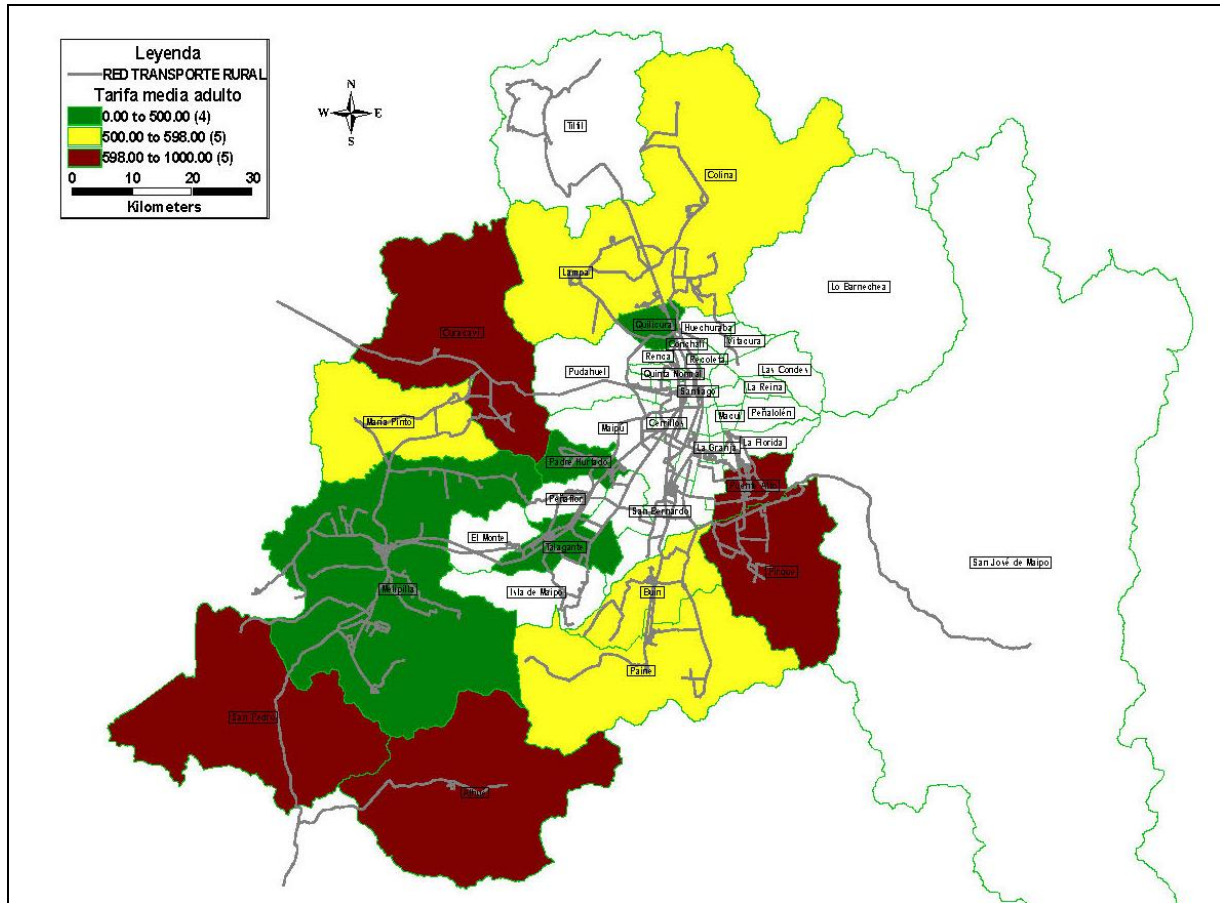 Leyenda
RED TRANSPORTE RURAL
Tarifa media adulto
0.00 to 500.00 (4)
500.00 to 598.00 (5)
598.00 to 1000.00 (5)
0 10 20 30
Kilometers
N
W E
S
Tiltil
Colina
Lampa
Lo Barnechea
Curacaví
Quilicura
Huechuraba
Conchalí
Vitacura
Renca
Recoleta
Pudahuel
Quinta Normal
Las Condes
La Reina
Santiago
María Pinto
Maipú
Cerrillos
Macul
Peñalolén
La Florida
La Granja
Padre Hurtado
Puente Alto
Peñaflor
San Bernardo
El Monte
Talagante
San José de Maipo
Pirque
Melipilla
Isla de Maipo
Buin
Paine
San Pedro
Alhué